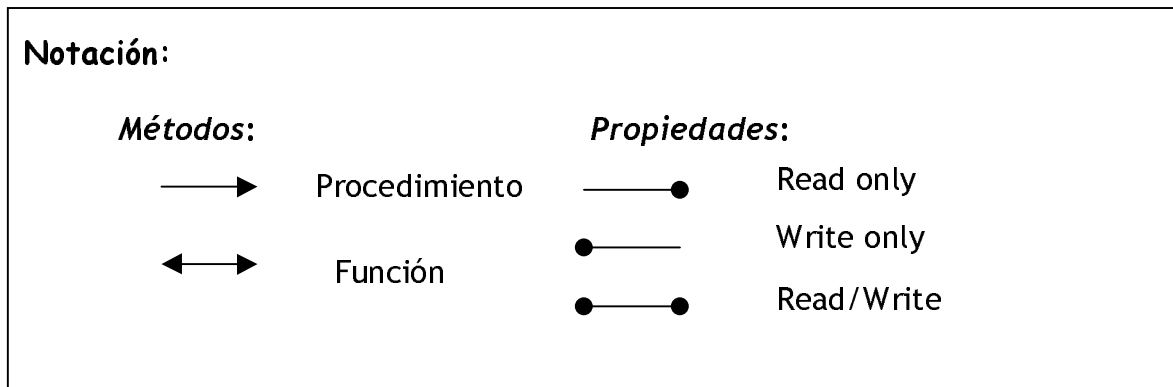 Notación:
Métodos:
Procedimiento
Función
Propiedades:
Read only
Write only
Read/Write